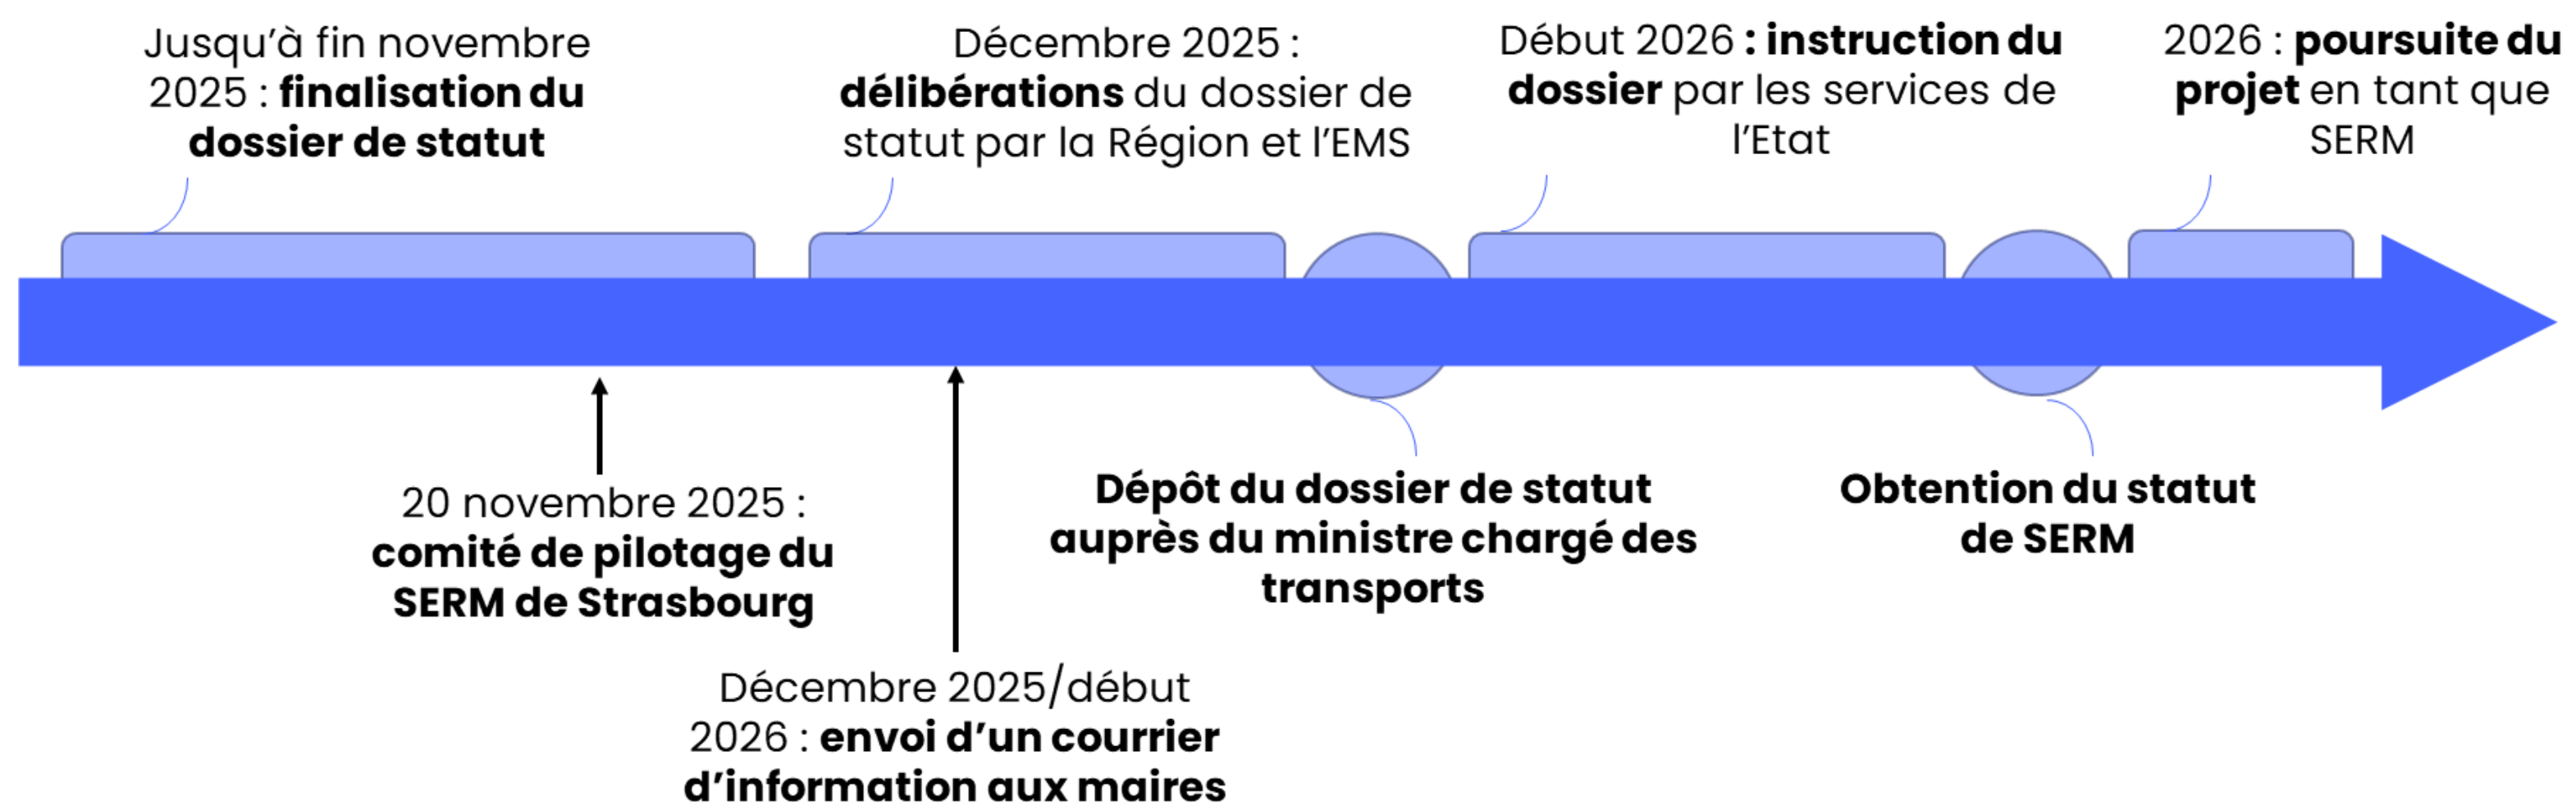 Jusqu’à fin novembre
2025 : finalisation du
dossier de statut
Décembre 2025 :
délibérations du dossier de
statut par la Région et l’EMS
Début 2026 : instruction du
dossier par les services de
l’Etat
2026 : poursuite du
projet en tant que
SERM
20 novembre 2025 :
comité de pilotage du
SERM de Strasbourg
Décembre 2025/début
2026 : envoi d’un courrier
d’information aux maires
Dépôt du dossier de statut
auprès du ministre chargé des
transports
Obtention du statut
de SERM